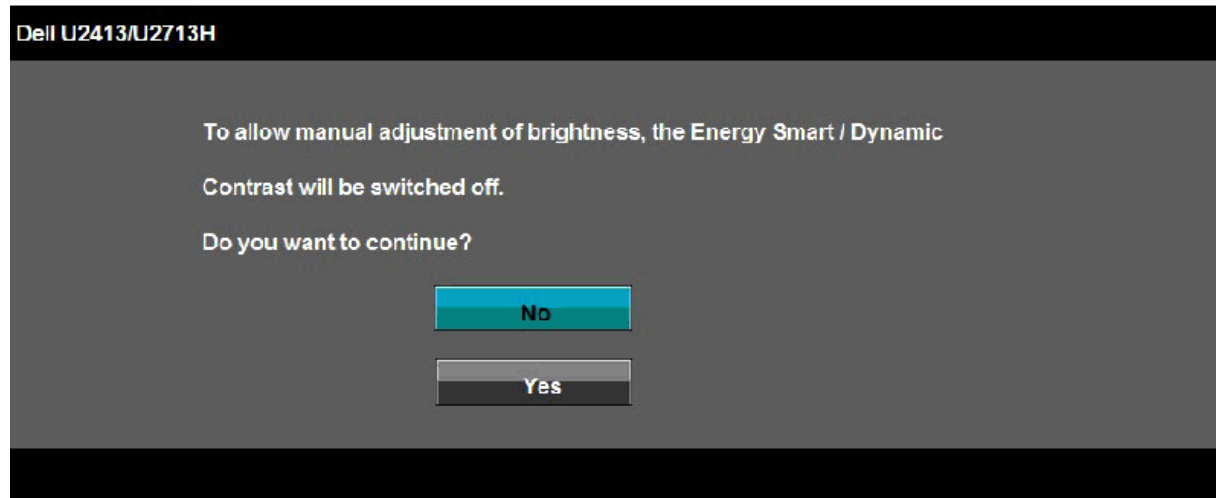 Dell U2413/U2713H
To allow manual adjustment of brightness, the Energy Smart / Dynamic
Contrast will be switched off.
Do you want to continue?
No
Yes